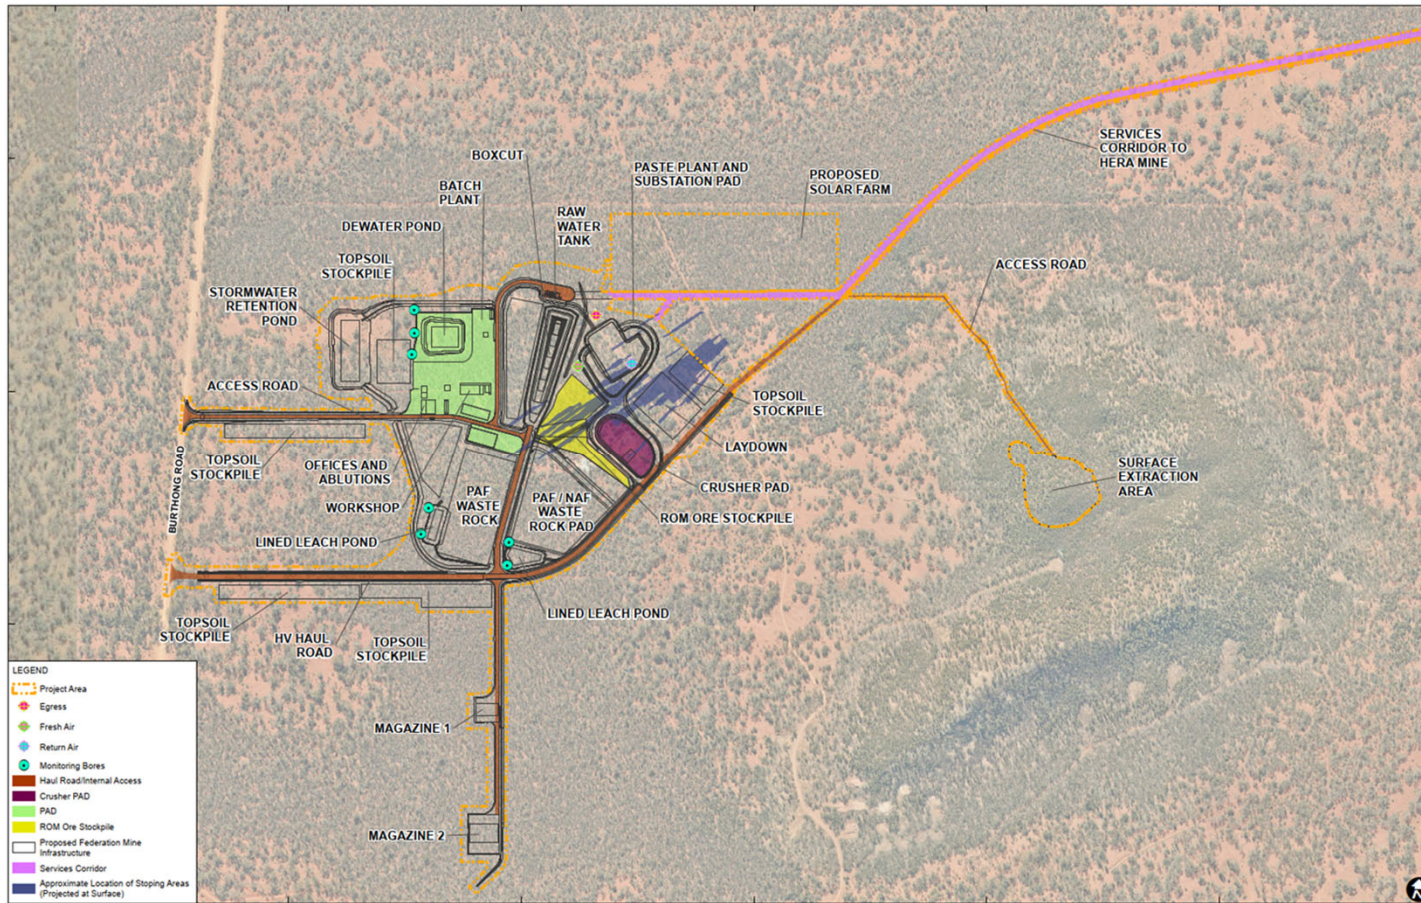 SERVICES
CORRIDOR TO
HERA MINE
BOXCUT
PASTE PLANT AND
SUBSTATION PAD
PROPOSED
SOLAR FARM
BATCH
PLANT
RAW
WATER
TANK
DEWATER POND
TOPSOIL
STOCKPILE
ACCESS ROAD
STORMWATER
RETENTION
POND
ACCESS ROAD
TOPSOIL
STOCKPILE
LAYDOWN
TOPSOIL
STOCKPILE
OFFICES AND
ABLUTIONS
SURFACE
EXTRACTION
AREA
BURTHONG ROAD
CRUSHER PAD
WORKSHOP
PAF
WASTE
ROCK
PAF / NAF
WASTE
ROCK PAD
ROM ORE STOCKPILE
LINED LEACH POND
LINED LEACH POND
TOPSOIL
STOCKPILE
HV HAUL
ROAD
TOPSOIL
STOCKPILE
MAGAZINE 1
MAGAZINE 2
LEGEND
Project Area
Egress
Fresh Air
Return Air
Monitoring Bores
Haul Road/Internal Access
Crusher PAD
PAD
ROM Ore Stockpile
Proposed Federation Mine
Infrastructure
Services Corridor
Approximate Location of Stoping Areas
(Projected at Surface)